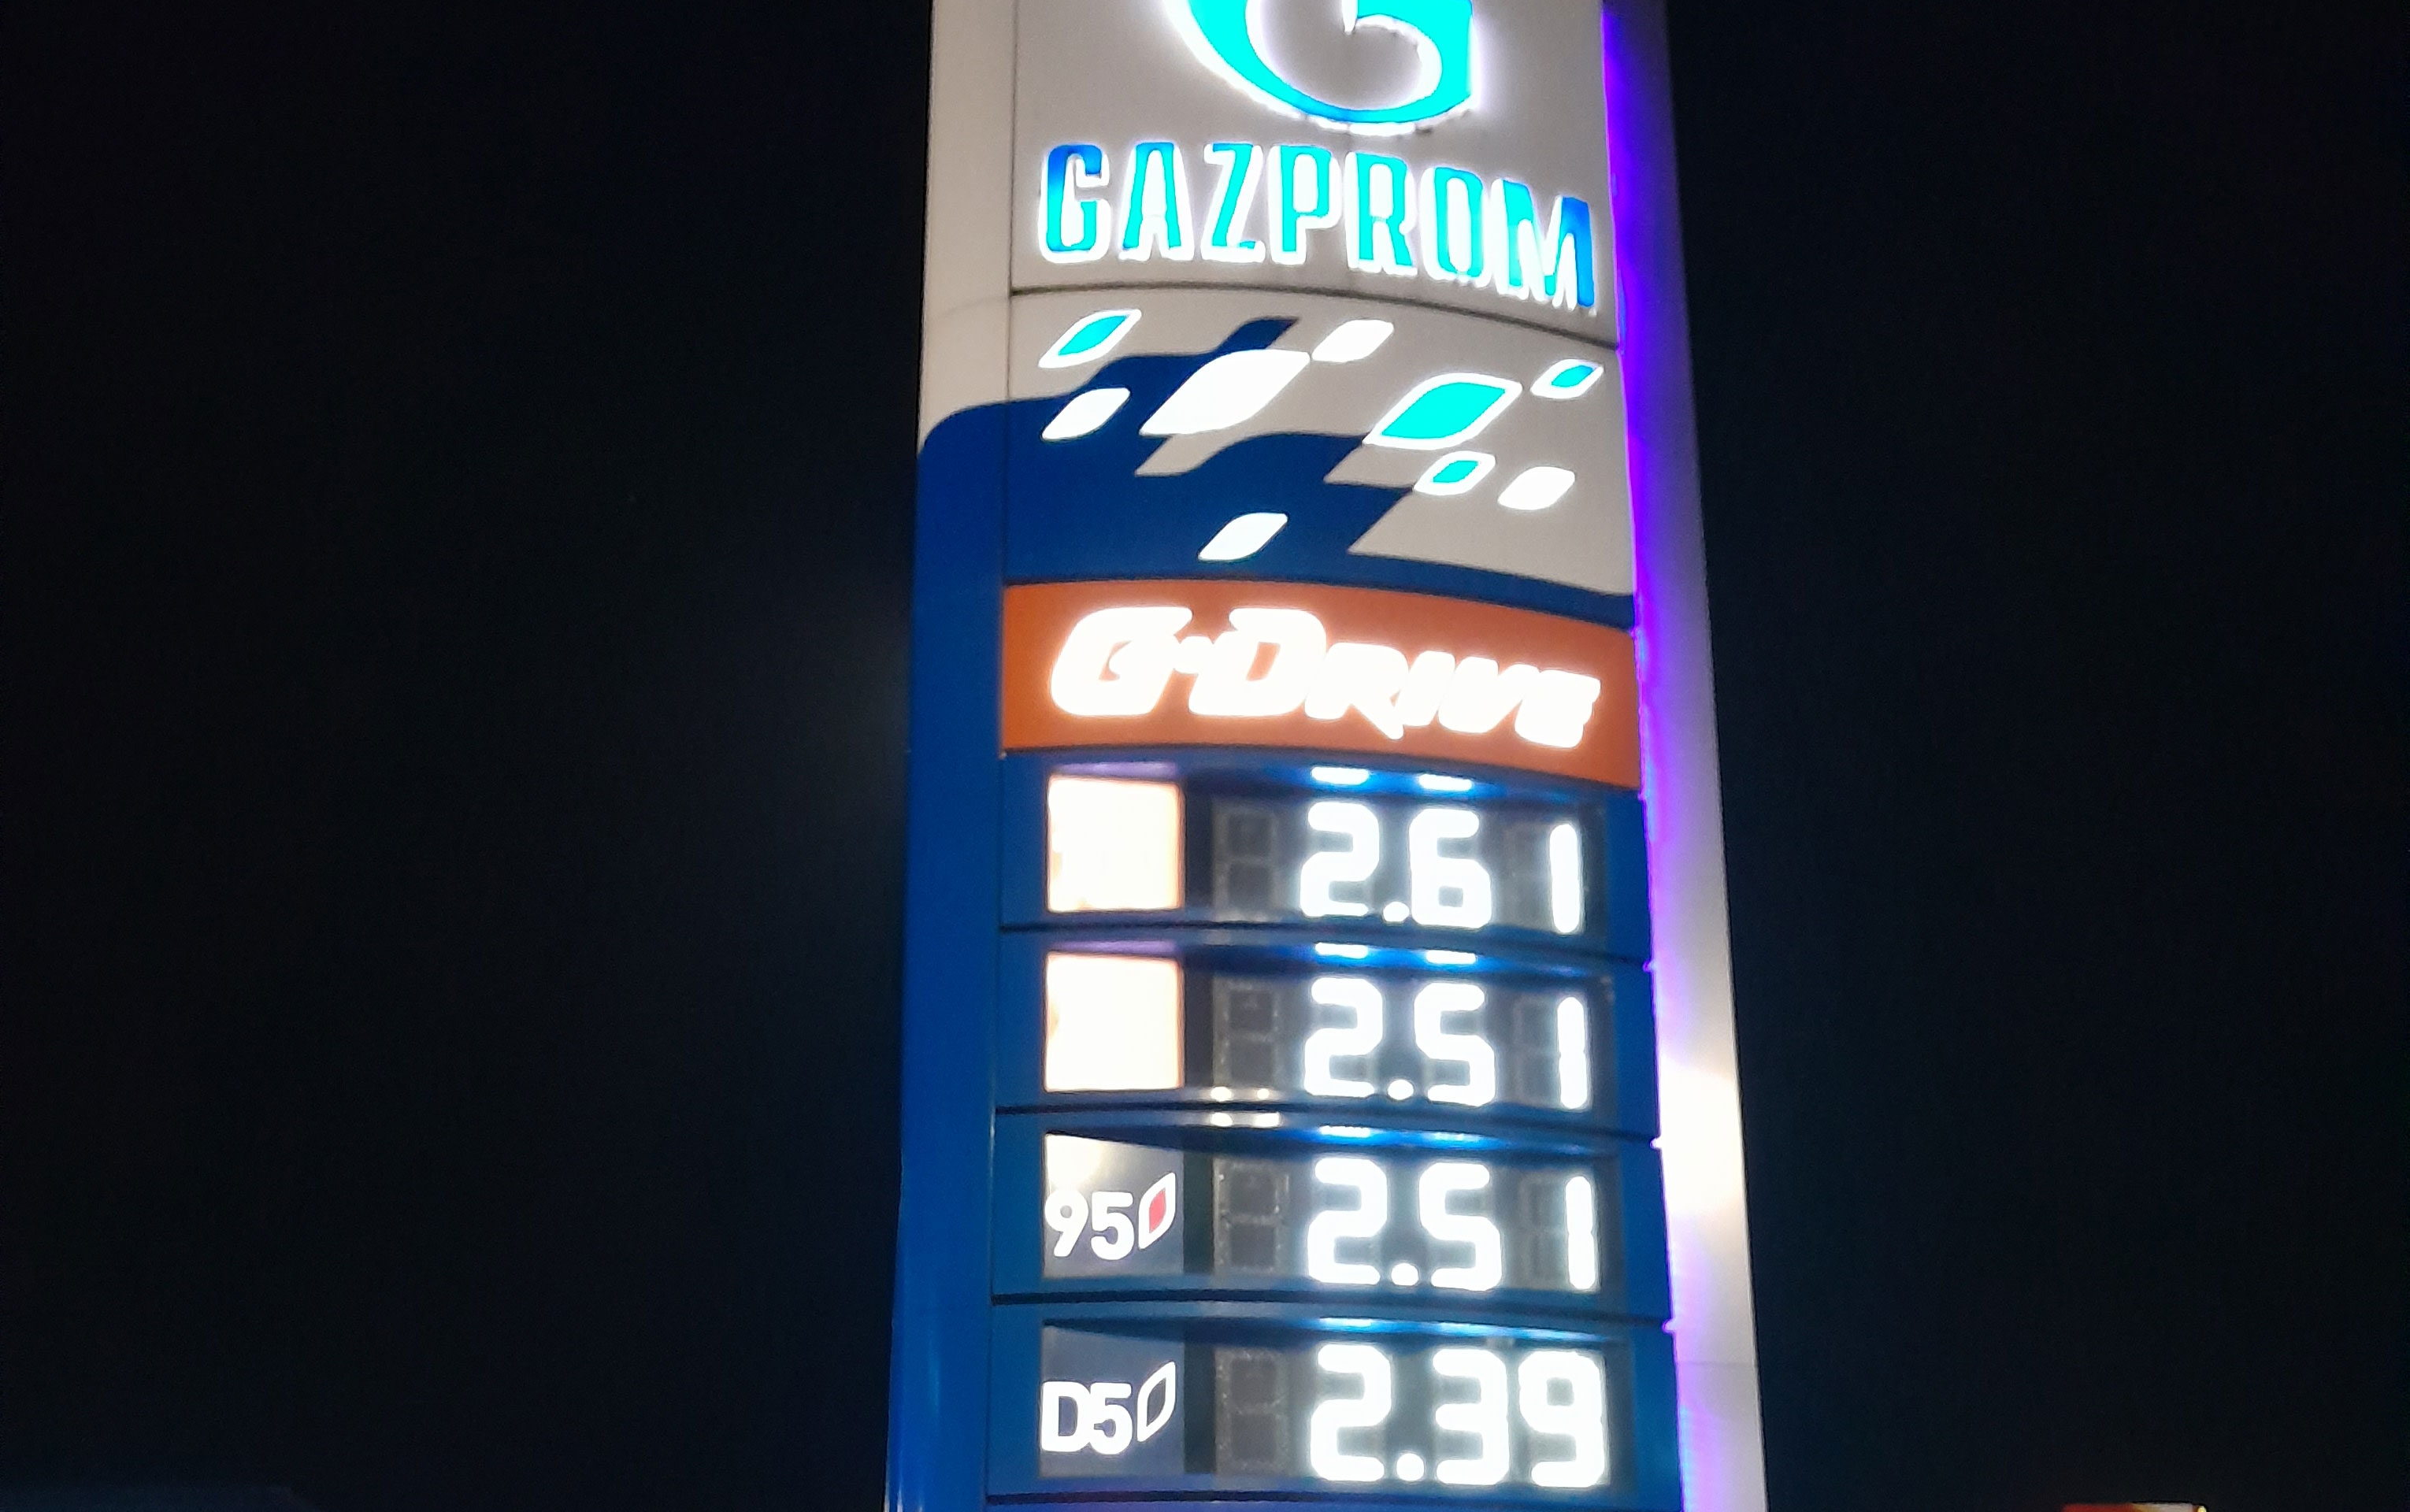 GAZPROM
G-DRIVE
2.61
2.51
95 2.51
D5 2.39